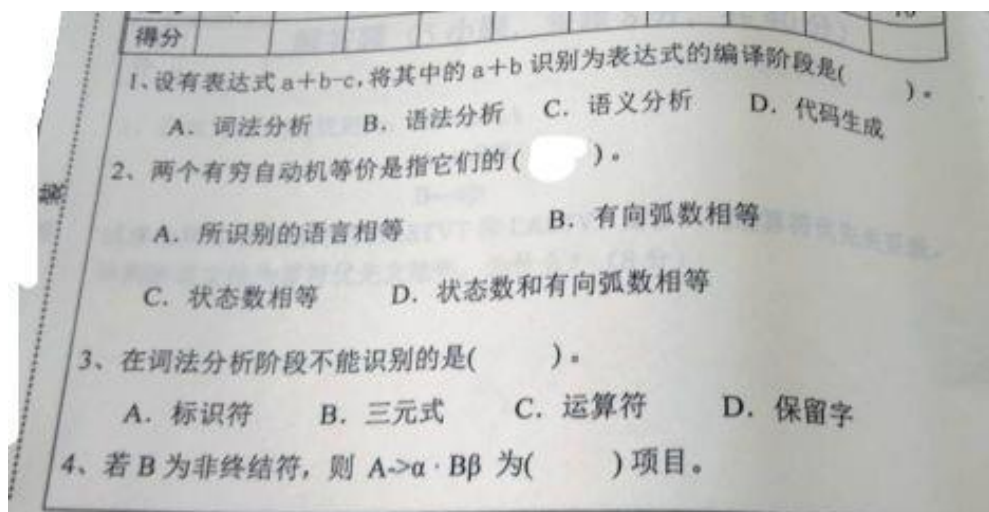 得分
1、设有表达式 a+b-c,将其中的 a+b 识别为表达式的编译阶段是( )。
A. 词法分析 B. 语法分析 C. 语义分析 D. 代码生成
2、两个有穷自动机等价是指它们的( )。
A. 所识别的语言相等 B. 有向弧数相等
C. 状态数相等 D. 状态数和有向弧数相等
3、在词法分析阶段不能识别的是( )。
A. 标识符 B. 三元式 C. 运算符 D. 保留字
4、若 B 为非终结符，则 A->α · Bβ 为( )项目。